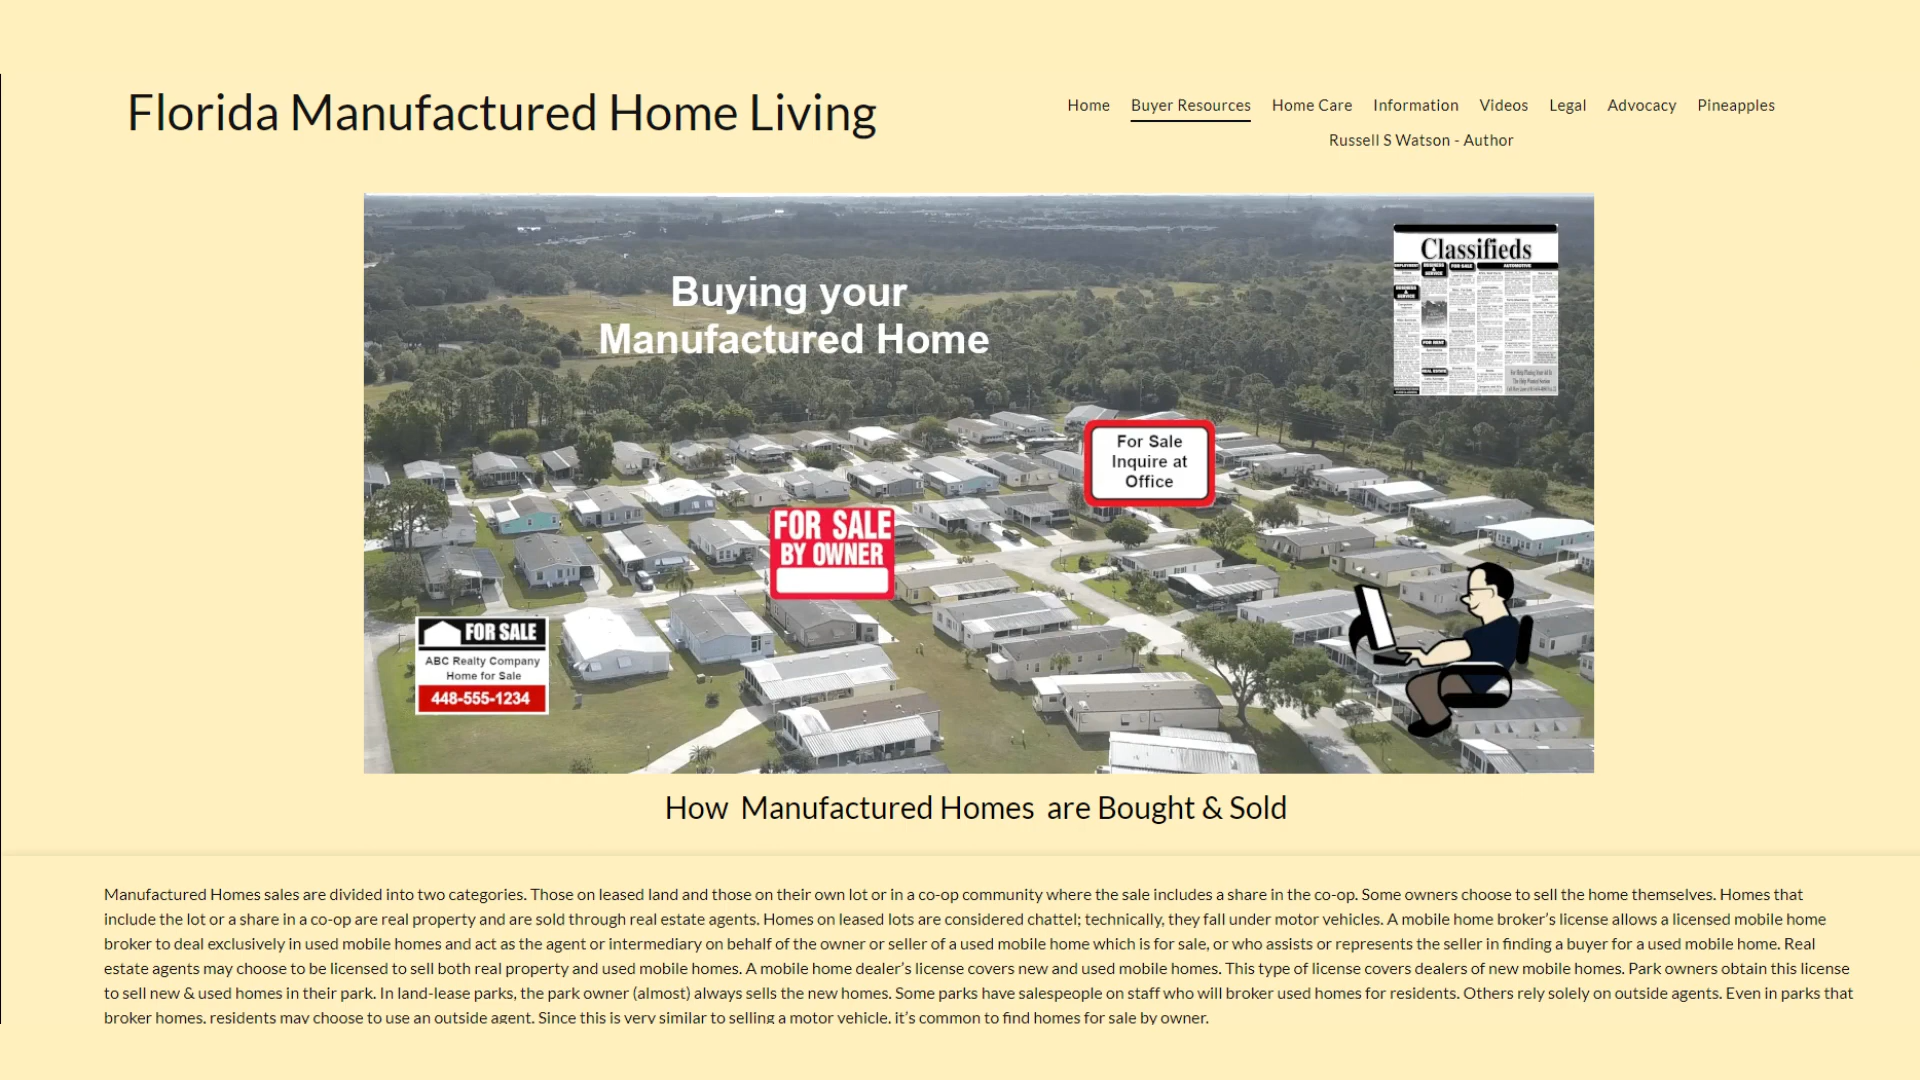 Florida Manufactured Home Living
Home Buyer Resources Home Care Information Videos Legal Advocacy Pineapples
Russell S Watson - Author
Classifieds
Buying your
Manufactured Home
For Sale
Inquire at
Office
FOR SALE
BY OWNER
FOR SALE
ABC Realty Company
Home for Sale
448-555-1234
How Manufactured Homes are Bought & Sold
Manufactured Homes sales are divided into two categories. Those on leased land and those on their own lot or in a co-op community where the sale includes a share in the co-op. Some owners choose to sell the home themselves. Homes that
include the lot or a share in a co-op are real property and are sold through real estate agents. Homes on leased lots are considered chattel; technically, they fall under motor vehicles. A mobile home broker’s license allows a licensed mobile home
broker to deal exclusively in used mobile homes and act as the agent or intermediary on behalf of the owner or seller of a used mobile home which is for sale, or who assists or represents the seller in finding a buyer for a used mobile home. Real
estate agents may choose to be licensed to sell both real property and used mobile homes. A mobile home dealer’s license covers new and used mobile homes. This type of license covers dealers of new mobile homes. Park owners obtain this license
to sell new & used homes in their park. In land-lease parks, the park owner (almost) always sells the new homes. Some parks have salespeople on staff who will broker used homes for residents. Others rely solely on outside agents. Even in parks that
broker homes, residents may choose to use an outside agent. Since this is very similar to selling a motor vehicle, it’s common to find homes for sale by owner.